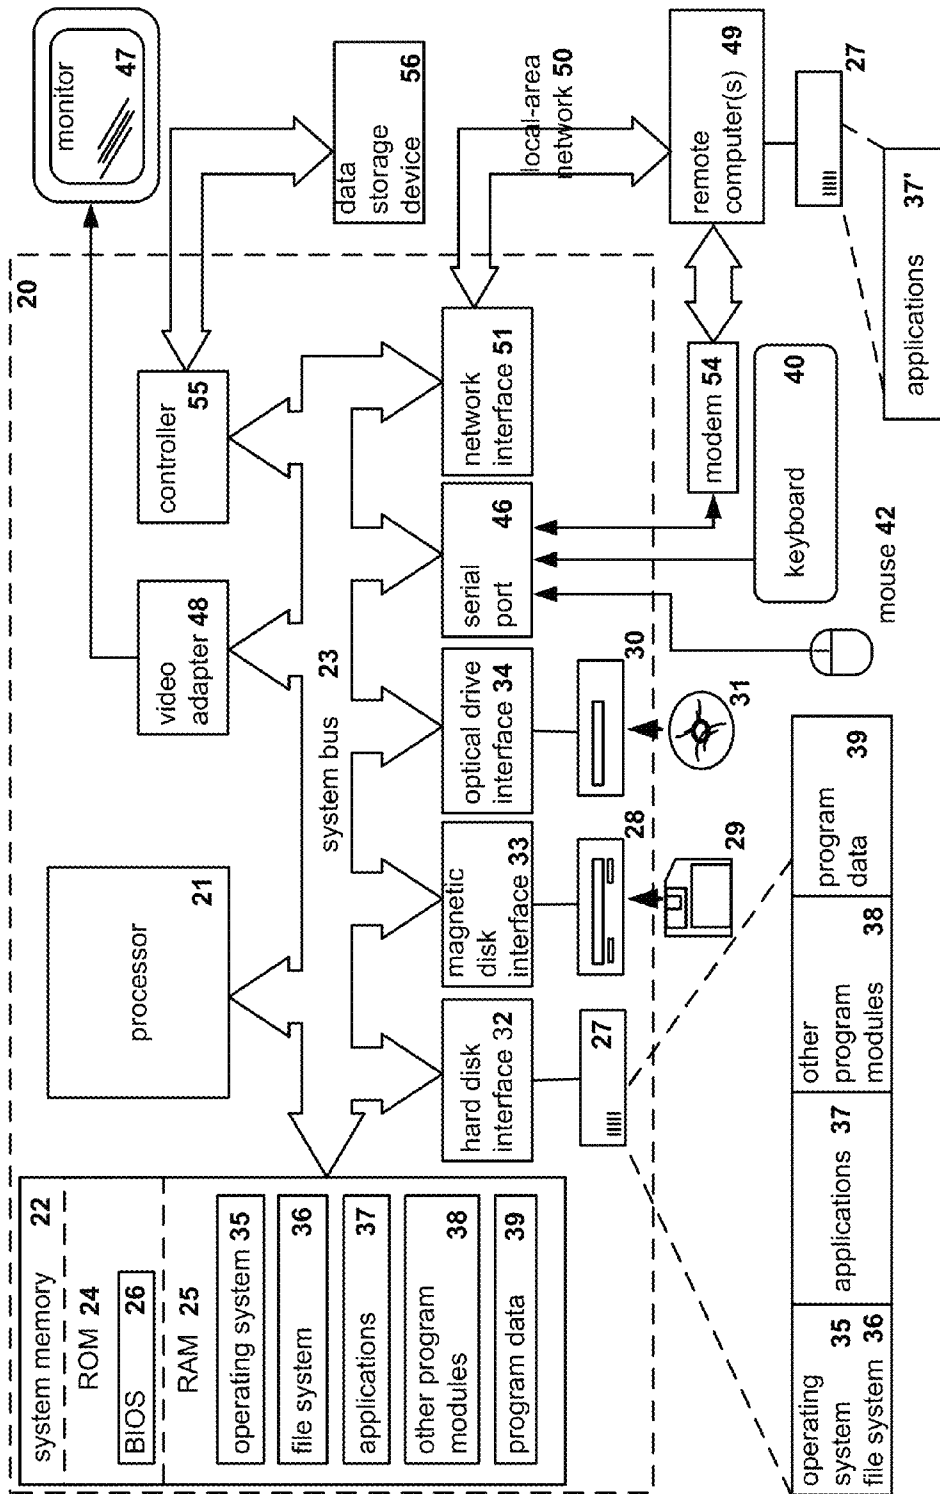 system memory 22
ROM 24
BIOS 26
RAM 25
operating system 35
file system 36
applications 37
other program
modules 38
program data 39
processor
21
video
adapter 48
controller
55
monitor
47
20
data
storage
device
56
system bus 23
hard disk
interface 32
magnetic
disk
interface 33
optical drive
interface 34
serial
port
46
network
interface 51
local-area
network 50
27
28
29
30
31
mouse 42
keyboard
40
modem 54
remote
computer(s)
49
27
applications 37'
operating
system 35
file system 36
applications 37
other
program
modules 38
program
data
39